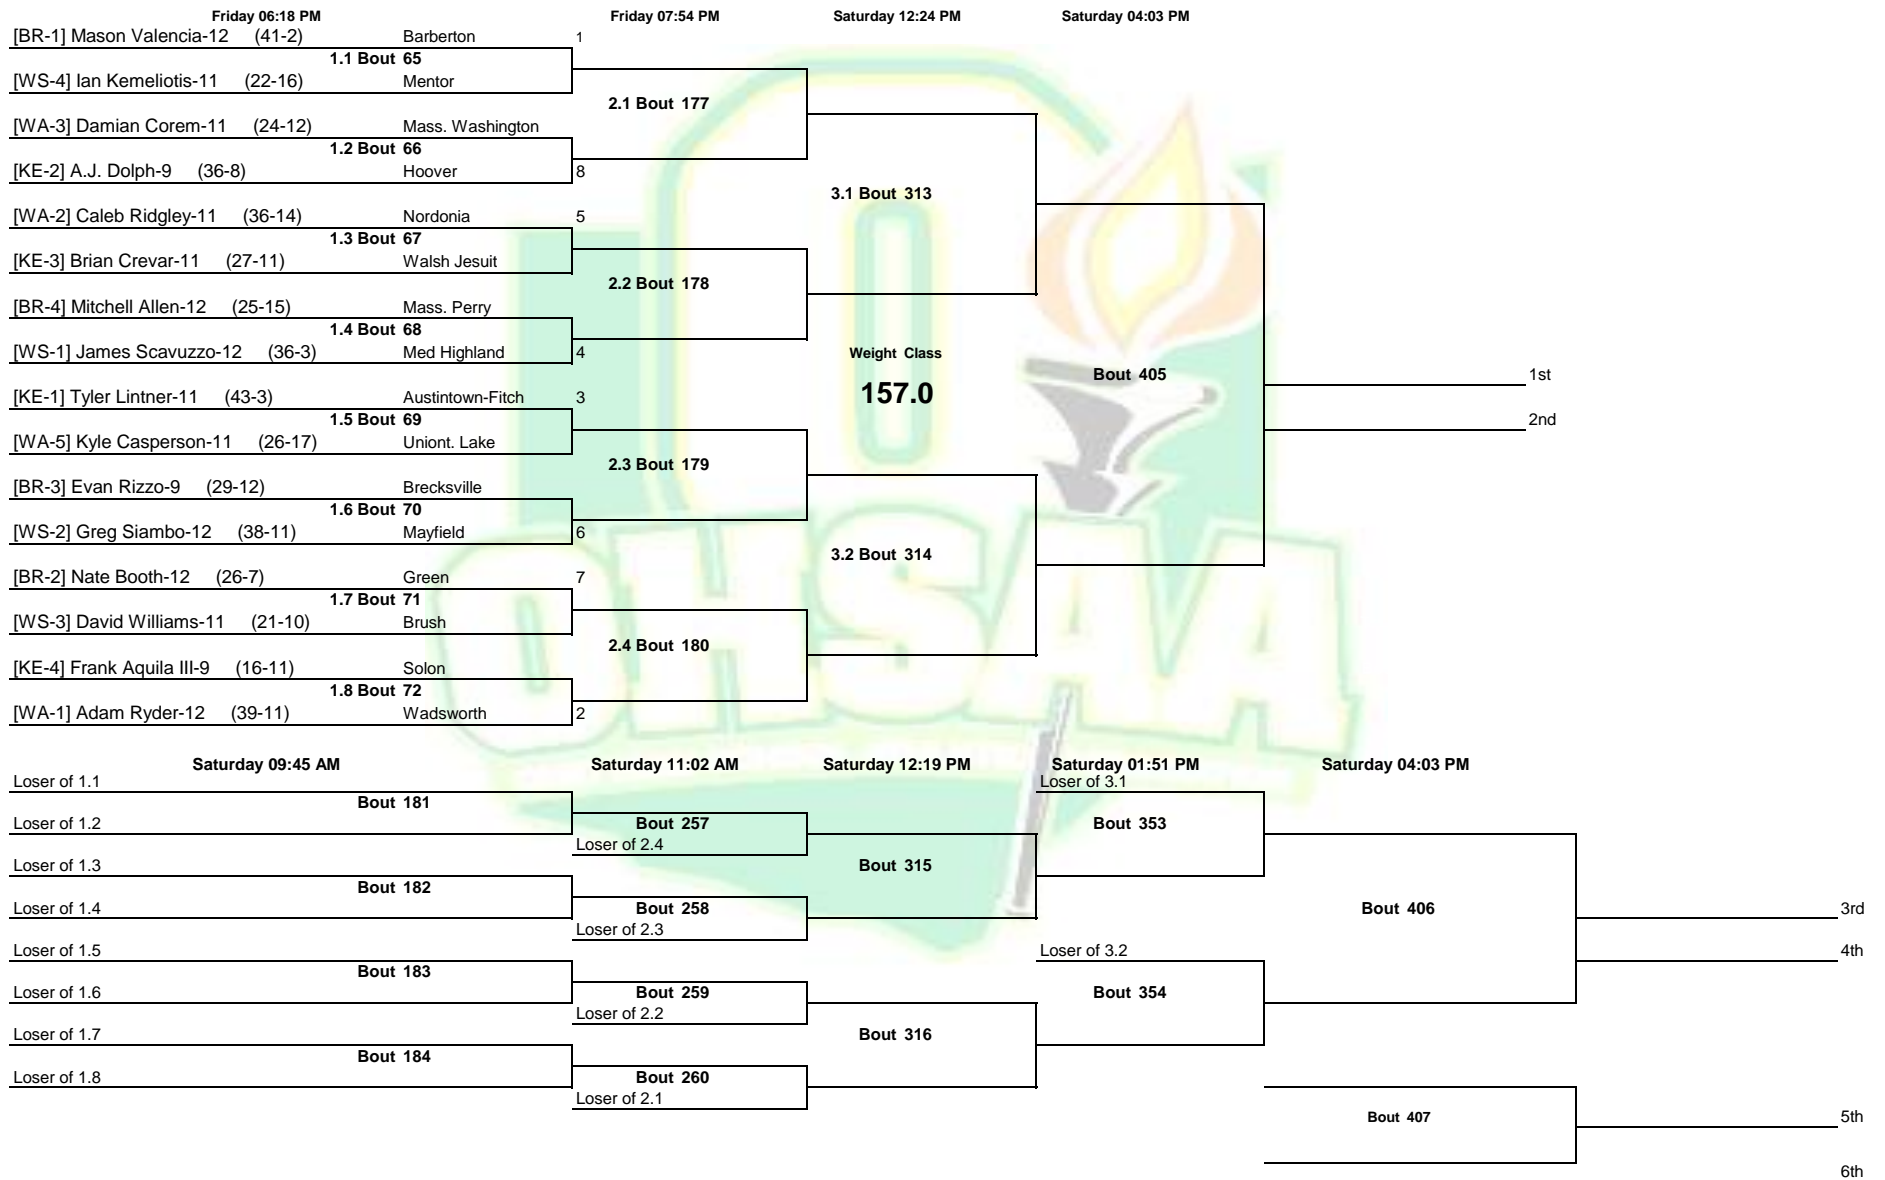 Friday 06:18 PM Friday 07:54 PM Saturday 12:24 PM Saturday 04:03 PM
[BR-1] Mason Valencia-12 (41-2) Barberton 1
1.1 Bout 65
[WS-4] Ian Kemeliotis-11 (22-16) Mentor
2.1 Bout 177
[WA-3] Damian Corem-11 (24-12) Mass. Washington
1.2 Bout 66
[KE-2] A.J. Dolph-9 (36-8) Hoover 8
3.1 Bout 313
[WA-2] Caleb Ridgley-11 (36-14) Nordonia 5
1.3 Bout 67
[KE-3] Brian Crevar-11 (27-11) Walsh Jesuit
2.2 Bout 178
[BR-4] Mitchell Allen-12 (25-15) Mass. Perry
1.4 Bout 68
[WS-1] James Scavuzzo-12 (36-3) Med Highland 4
Weight Class
Bout 405 1st
157.0
[KE-1] Tyler Lintner-11 (43-3) Austintown-Fitch 3
1.5 Bout 69
2nd
[WA-5] Kyle Casperson-11 (26-17) Uniont. Lake
2.3 Bout 179
[BR-3] Evan Rizzo-9 (29-12) Brecksville
1.6 Bout 70
[WS-2] Greg Siambo-12 (38-11) Mayfield 6
3.2 Bout 314
[BR-2] Nate Booth-12 (26-7) Green 7
1.7 Bout 71
[WS-3] David Williams-11 (21-10) Brush
2.4 Bout 180
[KE-4] Frank Aquila III-9 (16-11) Solon
1.8 Bout 72
[WA-1] Adam Ryder-12 (39-11) Wadsworth 2
OHSAA
Saturday 09:45 AM Saturday 11:02 AM Saturday 12:19 PM Saturday 01:51 PM Saturday 04:03 PM
Loser of 1.1 Loser of 3.1
Bout 181
Loser of 1.2 Bout 257 Bout 353
Loser of 2.4
Loser of 1.3 Bout 315
Bout 182
Loser of 1.4 Bout 258 Bout 406 3rd
Loser of 2.3
Loser of 1.5 Loser of 3.2 4th
Bout 183
Loser of 1.6 Bout 259 Bout 354
Loser of 2.2
Loser of 1.7 Bout 316
Bout 184
Loser of 1.8 Bout 260
Loser of 2.1
Bout 407 5th
6th